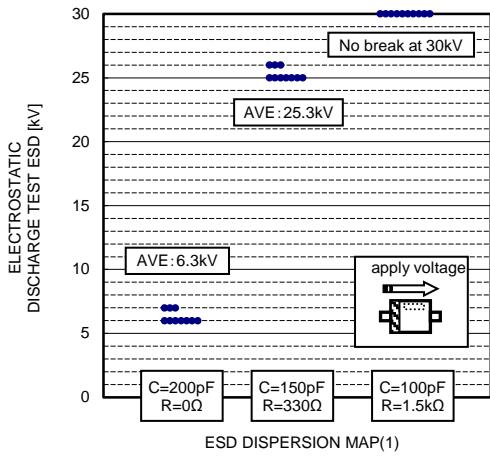 ELECTROSTATIC
DISCHARGE TEST ESD [kV]
30
25
20
15
10
5
0
No break at 30kV
AVE:25.3kV
AVE:6.3kV
apply voltage
C=200pF
R=0Ω
C=150pF
R=330Ω
C=100pF
R=1.5kΩ
ESD DISPERSION MAP(1)